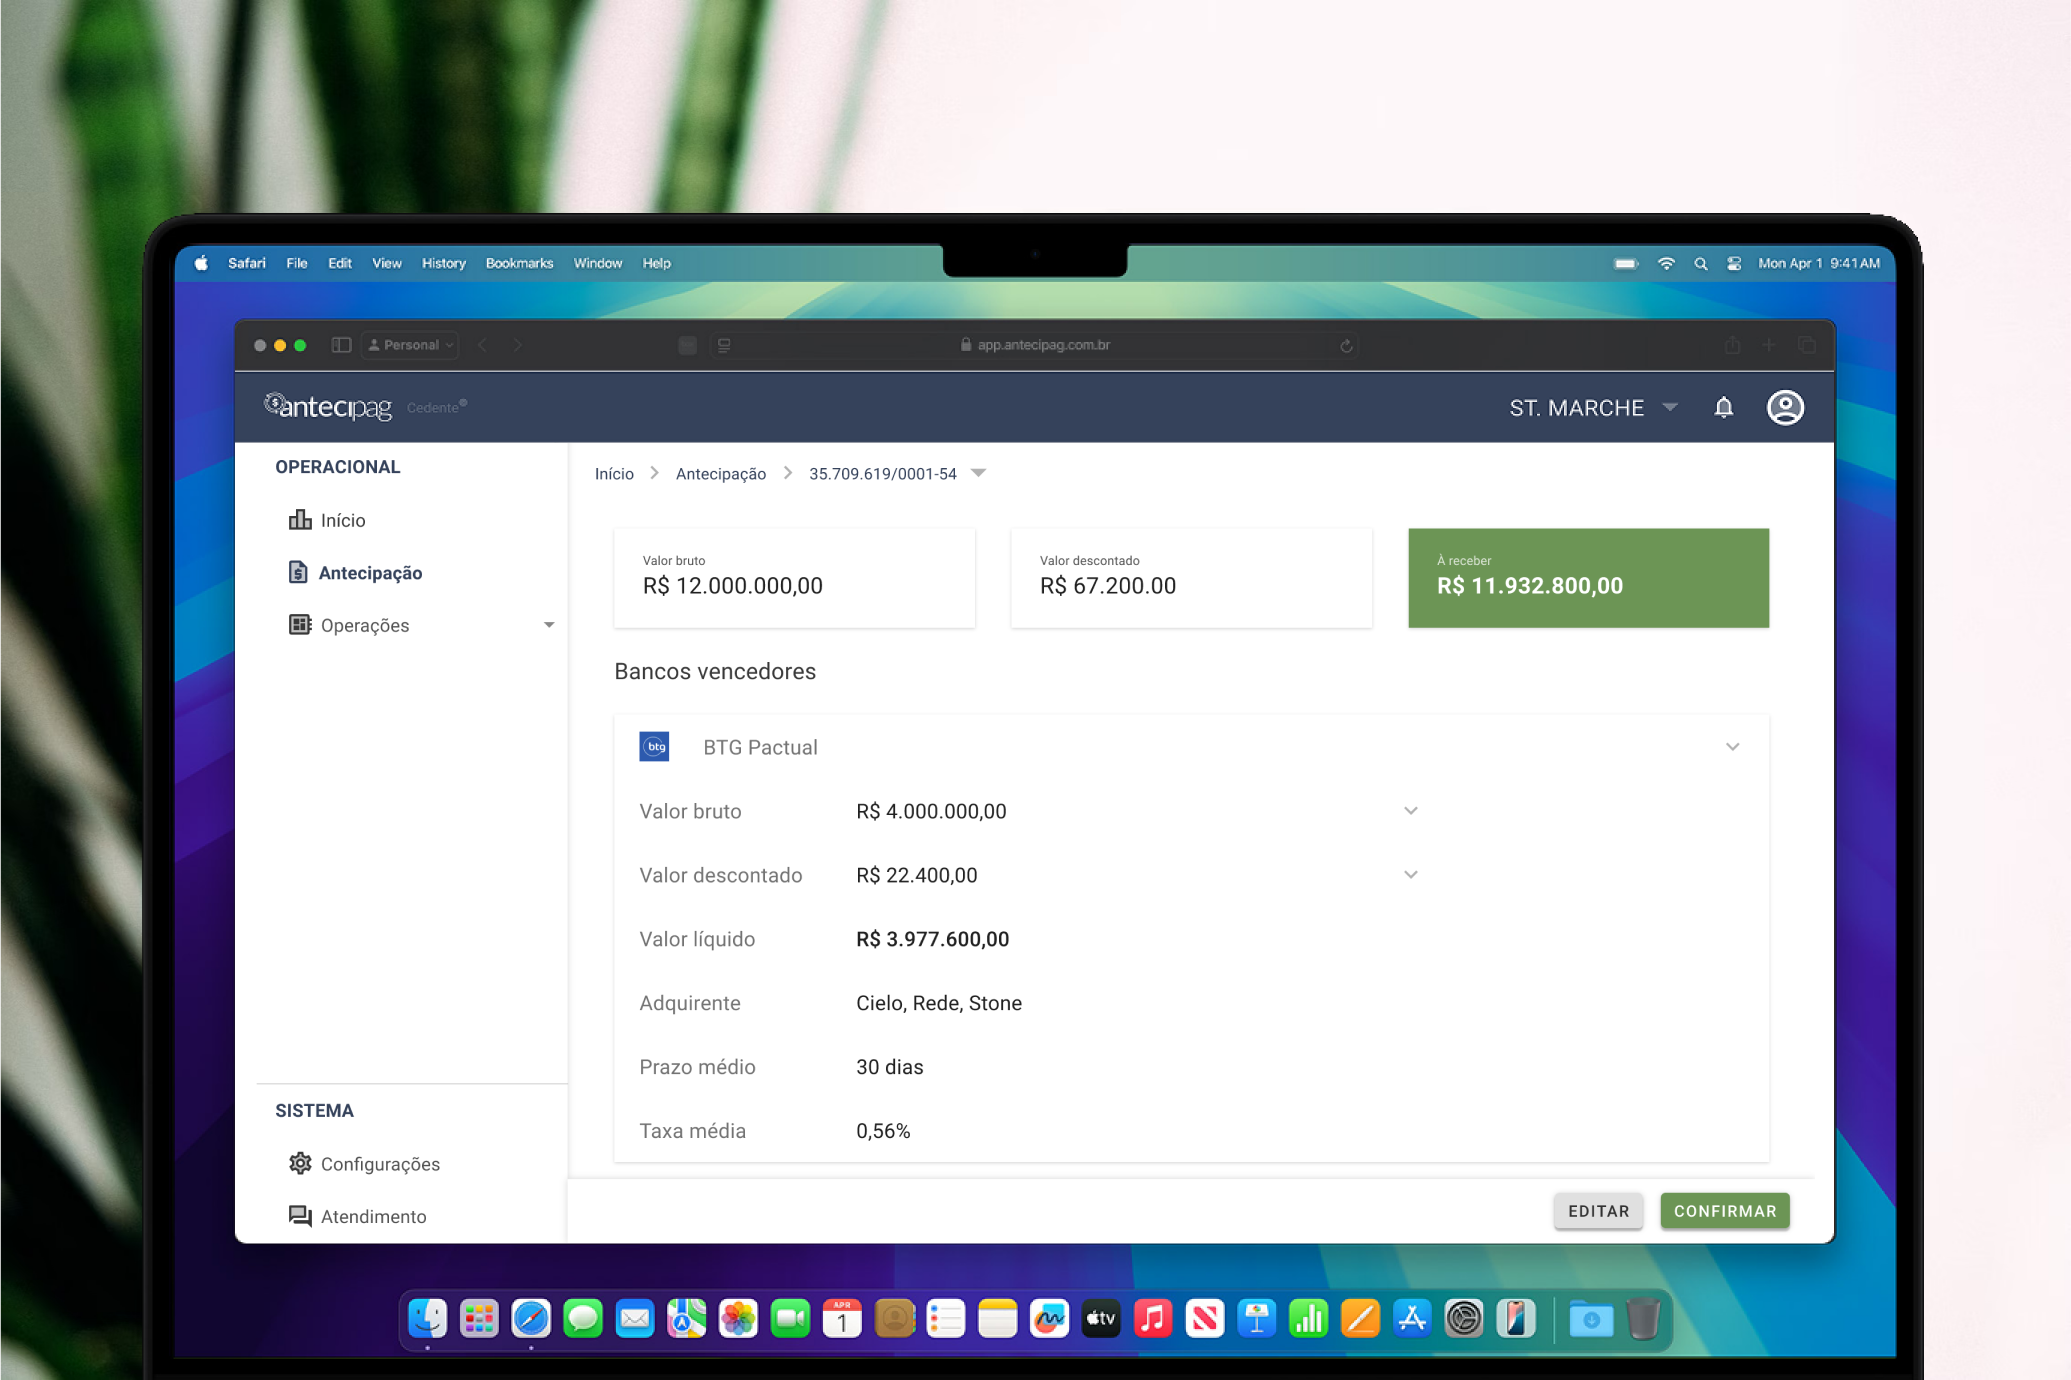 Safari File Edit View History Bookmarks Window Help
Mon Apr 1 9:41 AM
Personal
app.antecipag.com.br
antecipag Cedente
ST. MARCHE
OPERACIONAL
Início
Antecipação
Operações
SISTEMA
Configurações
Atendimento
Início > Antecipação > 35.709.619/0001-54
Valor bruto
R$ 12.000.000,00
Valor descontado
R$ 67.200.00
À receber
R$ 11.932.800,00
Bancos vencedores
btg BTG Pactual
Valor bruto R$ 4.000.000,00
Valor descontado R$ 22.400,00
Valor líquido R$ 3.977.600,00
Adquirente Cielo, Rede, Stone
Prazo médio 30 dias
Taxa média 0,56%
EDITAR CONFIRMAR
APR
1
tv